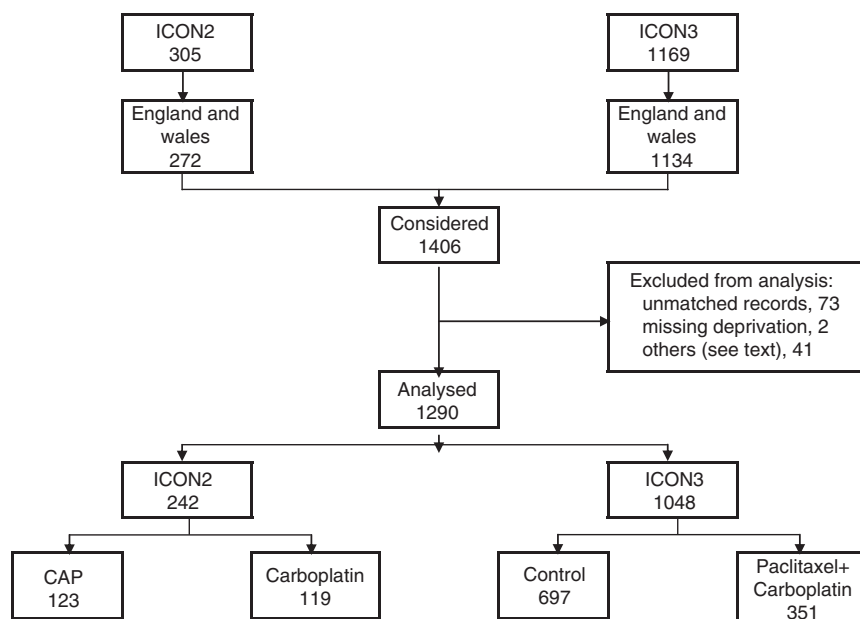 ICON2
305
ICON3
1169
England and
wales
272
England and
wales
1134
Considered
1406
Excluded from analysis:
unmatched records, 73
missing deprivation, 2
others (see text), 41
Analysed
1290
ICON2
242
ICON3
1048
CAP
123
Carboplatin
119
Control
697
Paclitaxel+
Carboplatin
351